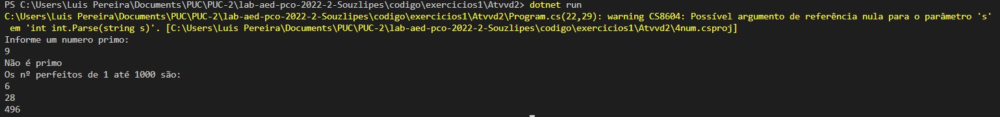 PS C:\Users\Luis Pereira\Documents\PUC\PUC-2\lab-aed-pco-2022-2-Souzlipes\codigo\exercicios1\Atvvd2> dotnet run
C:\Users\Luis Pereira\Documents\PUC\PUC-2\lab-aed-pco-2022-2-Souzlipes\codigo\exercicios1\Atvvd2\Program.cs(22,29): warning CS8604: Possível argumento de referência nula para o parâmetro 's'
em 'int int.Parse(string s)'. [C:\Users\Luis Pereira\Documents\PUC\PUC-2\lab-aed-pco-2022-2-Souzlipes\codigo\exercicios1\Atvvd2\4num.csproj]
Informe um numero primo:
9
Não é primo
Os nº perfeitos de 1 até 1000 são:
6
28
496